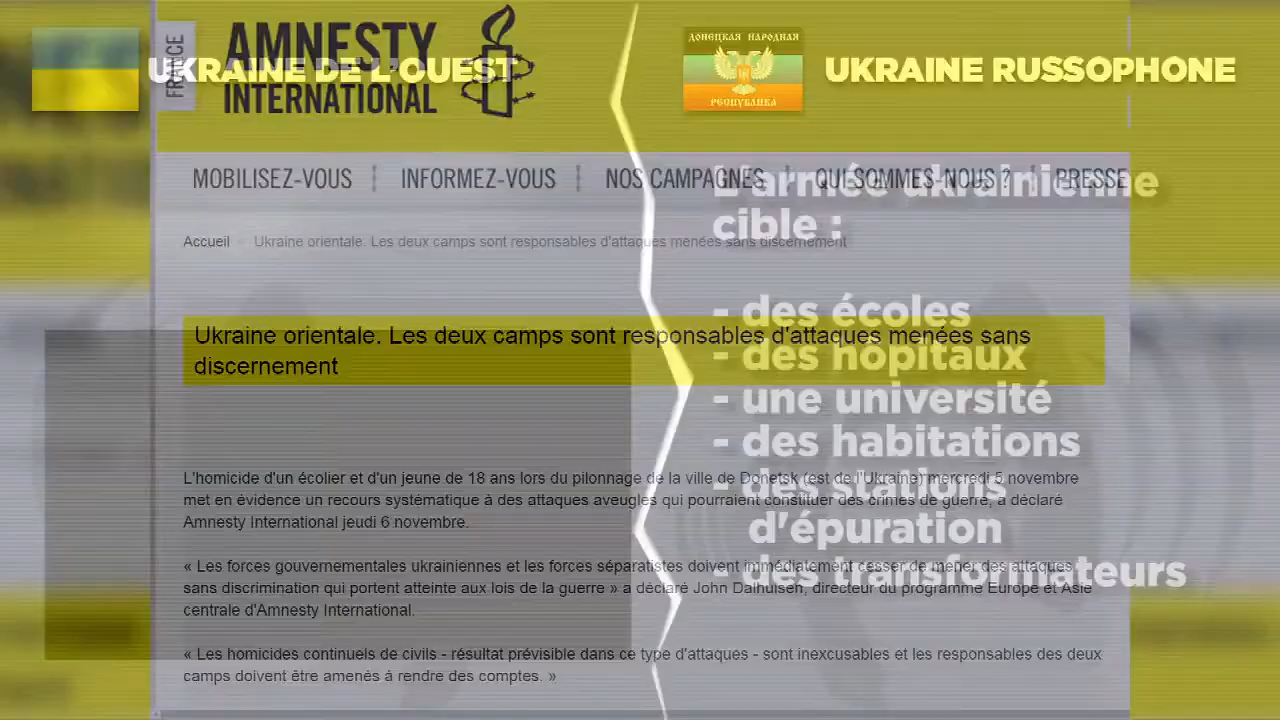 FRANCE
AMNESTY
INTERNATIONAL
UKRAINE DE L'OUEST
ДОНЕЦКАЯ НАРОДНАЯ
РЕСПУБЛИКА
UKRAINE RUSSOPHONE
MOBILISEZ-VOUS
INFORMEZ-VOUS
NOS CAMPAGNES
QUI SOMMES-NOUS ?
PRESSE
L'armée ukrainienne
cible :
- des écoles
- des hôpitaux
- une université
- des habitations
- des stations
d'épuration
- des transformateurs
Accueil
Ukraine orientale. Les deux camps sont responsables d'attaques menées sans discernement
Ukraine orientale. Les deux camps sont responsables d'attaques menées sans
discernement
L'homicide d'un écolier et d'un jeune de 18 ans lors du pilonnage de la ville de Donetsk (est de l'Ukraine) mercredi 5 novembre
met en évidence un recours systématique à des attaques aveugles qui pourraient constituer des crimes de guerre, a déclaré
Amnesty International jeudi 6 novembre.
« Les forces gouvernementales ukrainiennes et les forces séparatistes doivent immédiatement cesser de mener des attaques
sans discrimination qui portent atteinte aux lois de la guerre » a déclaré John Dalhuisen, directeur du programme Europe et Asie
centrale d'Amnesty International.
« Les homicides continuels de civils - résultat prévisible dans ce type d'attaques - sont inexcusables et les responsables des deux
camps doivent être amenés à rendre des comptes. »